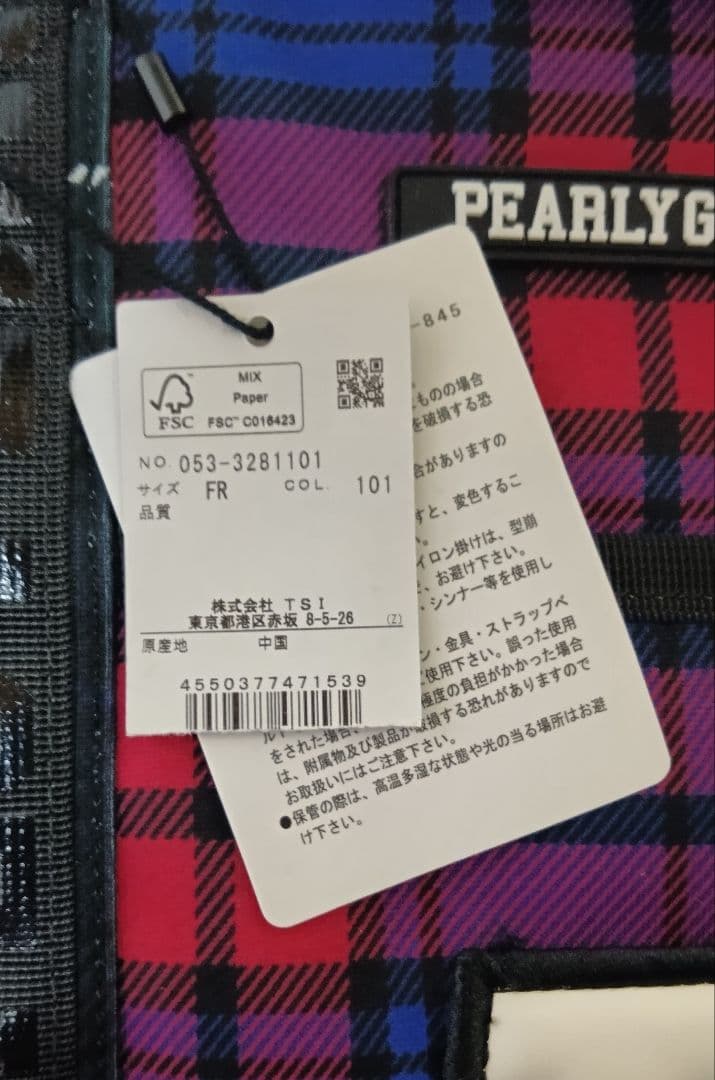 PEARLYG
-845
MIX
Paper
FSC™ C016423
FSC
NO. 053-3281101
サイズ FR COL. 101
品質
株式会社 TSI
東京都港区赤坂 8-5-26 (Z)
原産地 中国
4550377471539
ものの場合
を破損する恐
合がありますの
すと、変色するこ
イロン掛けは、型崩
、お避け下さい。
・シンナー等を使用し
ン・金具・ストラップベ
使用下さい。誤った使用
極度の負担がかかった場合
をされた場合、
は、附属物及び製品が破損する恐れがありますので
お取扱いにはご注意下さい。
●保管の際は、高温多湿な状態や光の当る場所はお避
け下さい。